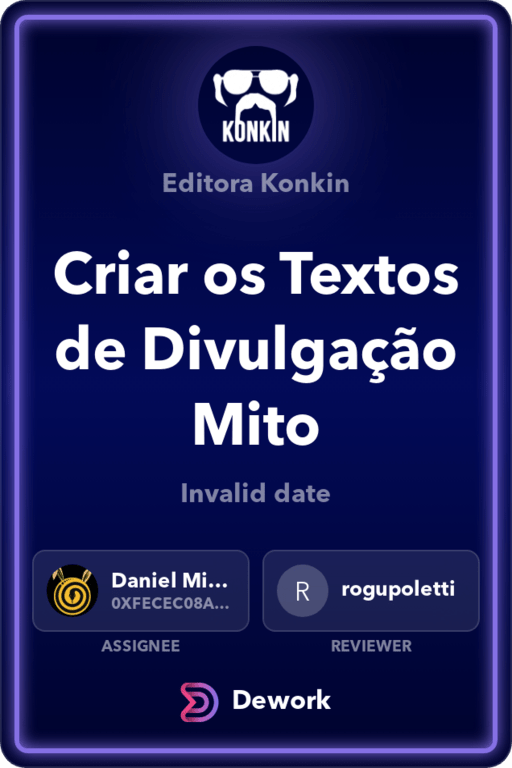 KONKIN
Editora Konkin
Criar os Textos
de Divulgação
Mito
Invalid date
Daniel Mi...
0XFECEC08A...
ASSIGNEE
R
rogupoletti
REVIEWER
Dework